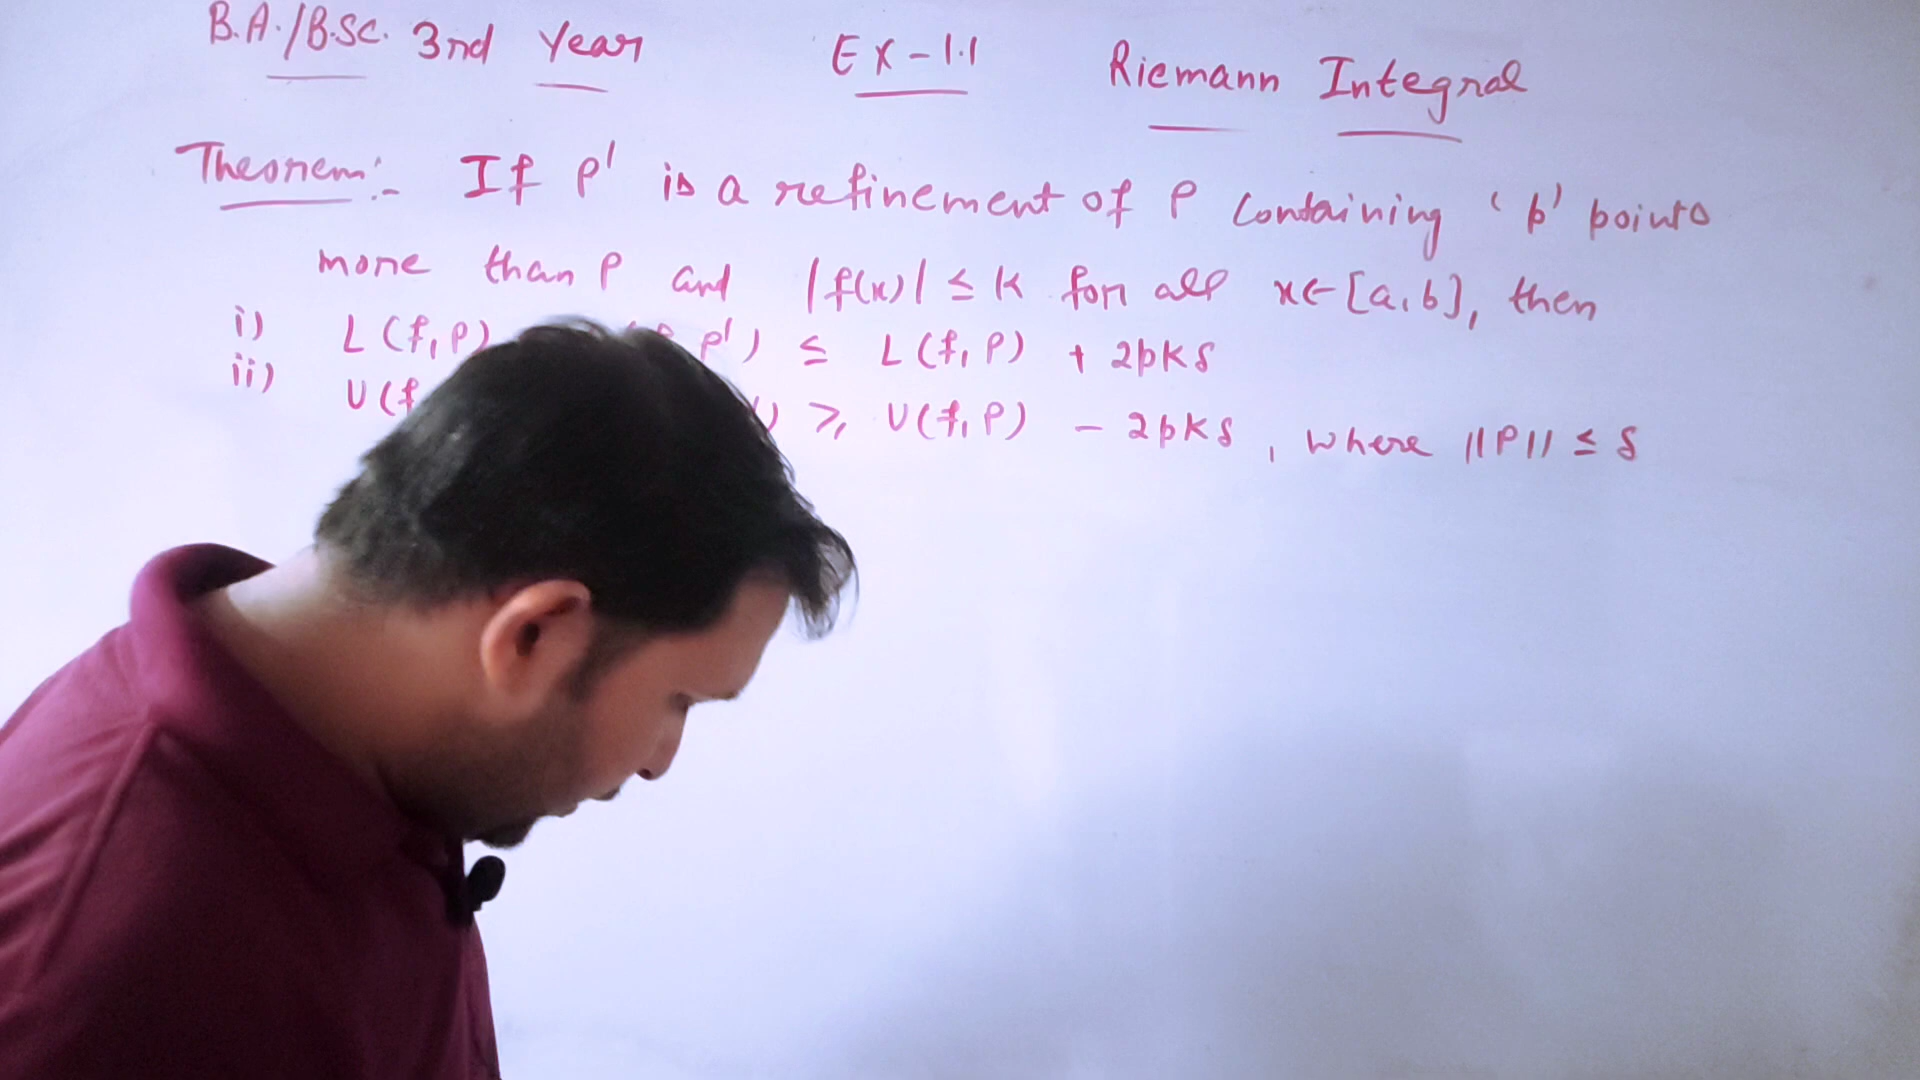 B.A./B.SC. 3rd Year EX-1.1 Riemann Integral
Theorem:- If P' is a refinement of P containing 'p' points
more than P and |f(x)| ≤ K for all x∈[a,b], then
i) L(f,P) P') ≤ L(f,P) + 2pKδ
ii) U(f ) ≥ U(f,P) - 2pKδ, where ||P|| ≤ δ